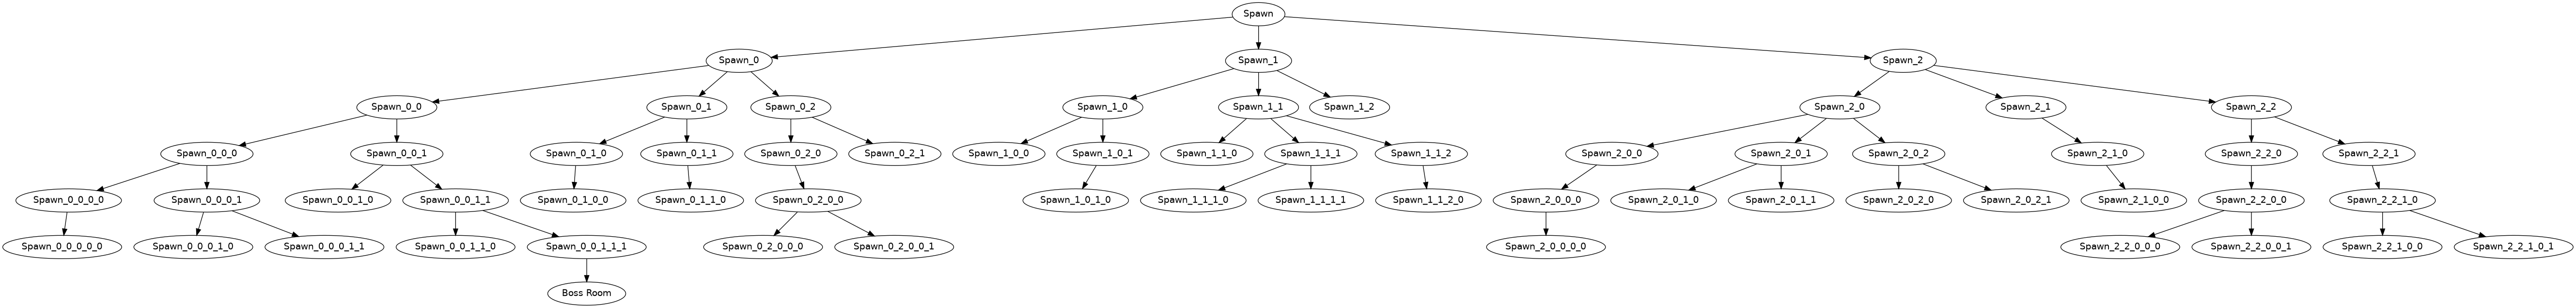 Spawn
Spawn_0
Spawn_1
Spawn_2
Spawn_0_0
Spawn_0_1
Spawn_0_2
Spawn_1_0
Spawn_1_1
Spawn_1_2
Spawn_2_0
Spawn_2_1
Spawn_2_2
Spawn_0_0_0
Spawn_0_0_1
Spawn_0_1_0
Spawn_0_1_1
Spawn_0_2_0
Spawn_0_2_1
Spawn_1_0_0
Spawn_1_0_1
Spawn_1_1_0
Spawn_1_1_1
Spawn_1_1_2
Spawn_2_0_0
Spawn_2_0_1
Spawn_2_0_2
Spawn_2_1_0
Spawn_2_2_0
Spawn_2_2_1
Spawn_0_0_0_0
Spawn_0_0_0_1
Spawn_0_0_1_0
Spawn_0_0_1_1
Spawn_0_1_0_0
Spawn_0_1_1_0
Spawn_0_2_0_0
Spawn_1_0_1_0
Spawn_1_1_1_0
Spawn_1_1_1_1
Spawn_1_1_2_0
Spawn_2_0_0_0
Spawn_2_0_1_0
Spawn_2_0_1_1
Spawn_2_0_2_0
Spawn_2_0_2_1
Spawn_2_1_0_0
Spawn_2_2_0_0
Spawn_2_2_1_0
Spawn_0_0_0_0_0
Spawn_0_0_0_1_0
Spawn_0_0_0_1_1
Spawn_0_0_1_1_0
Spawn_0_0_1_1_1
Spawn_0_2_0_0_0
Spawn_0_2_0_0_1
Spawn_2_0_0_0_0
Spawn_2_2_0_0_0
Spawn_2_2_0_0_1
Spawn_2_2_1_0_0
Spawn_2_2_1_0_1
Boss Room